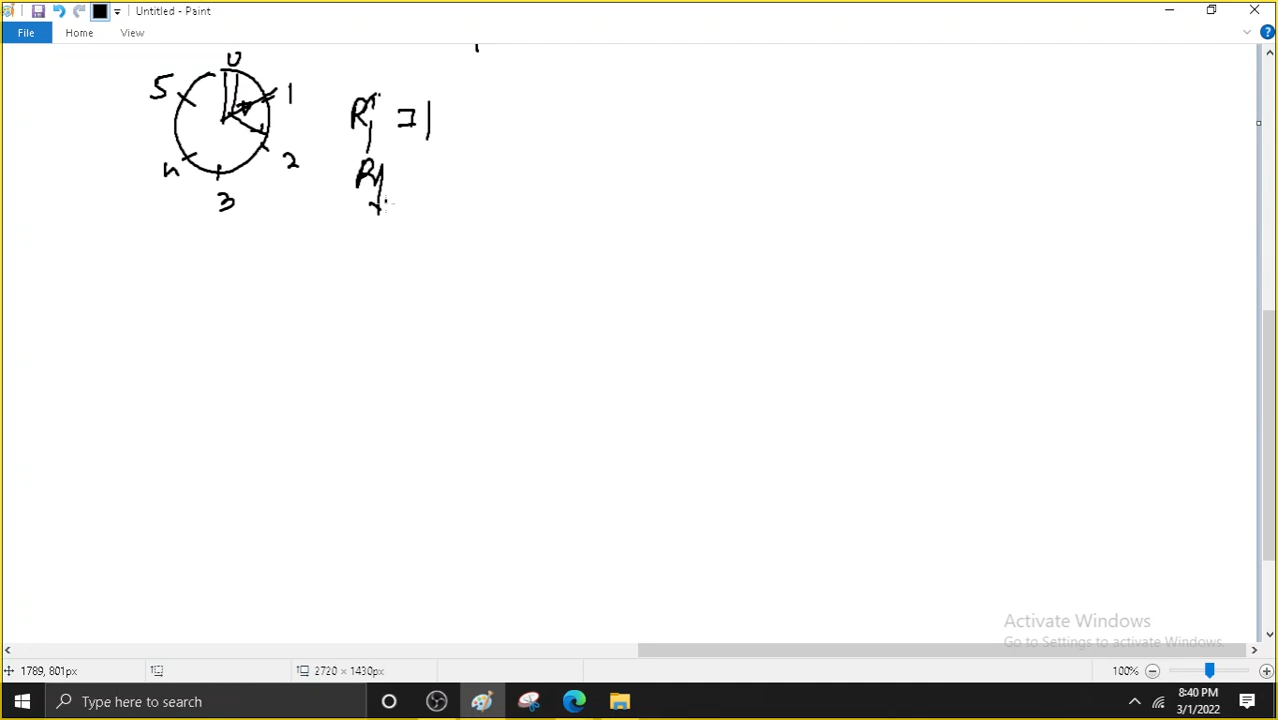 Untitled - Paint
File Home View
0
5 1
4 2
3
R
R
Activate Windows
Go to Settings to activate Windows.
1789, 801px 2720 × 1430px 100%
Type here to search
8:40 PM
3/1/2022